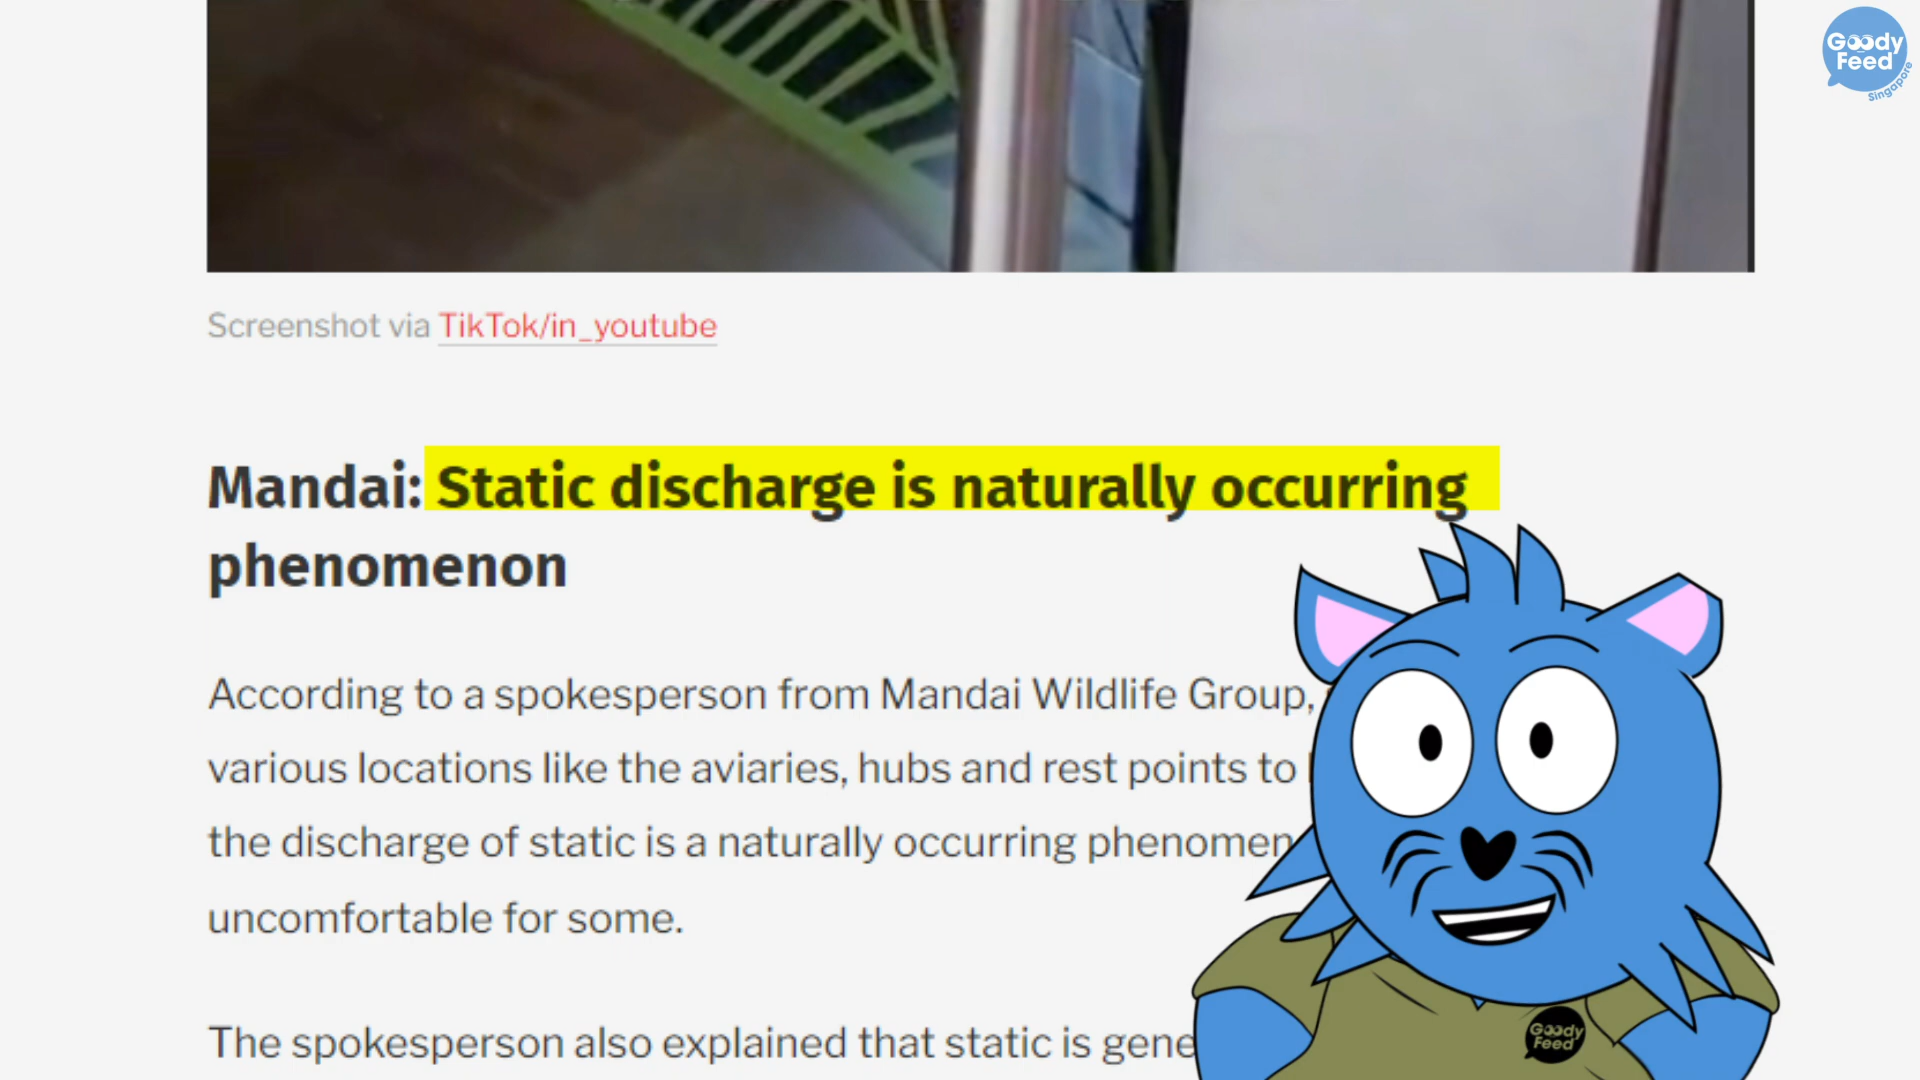 Goody
Feed
Singapore
Screenshot via TikTok/in_youtube
Mandai: Static discharge is naturally occurring
phenomenon
According to a spokesperson from Mandai Wildlife Group,
various locations like the aviaries, hubs and rest points to
the discharge of static is a naturally occurring phenomen
uncomfortable for some.
The spokesperson also explained that static is gene
Goody
Feed